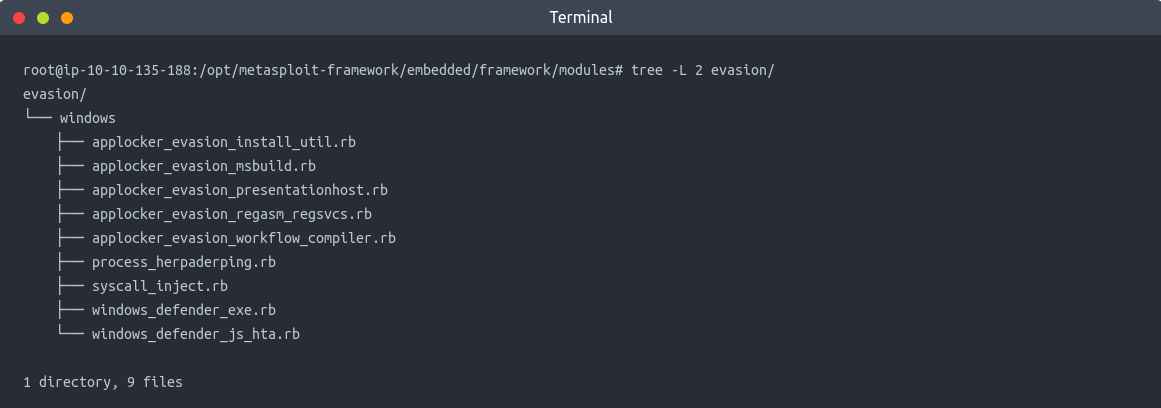 Terminal
root@ip-10-10-135-188:/opt/metasploit-framework/embedded/framework/modules# tree -L 2 evasion/
evasion/
└── windows
    ├── applocker_evasion_install_util.rb
    ├── applocker_evasion_msbuild.rb
    ├── applocker_evasion_presentationhost.rb
    ├── applocker_evasion_regasm_regsvcs.rb
    ├── applocker_evasion_workflow_compiler.rb
    ├── process_herpaderping.rb
    ├── syscall_inject.rb
    ├── windows_defender_exe.rb
    └── windows_defender_js_hta.rb
1 directory, 9 files